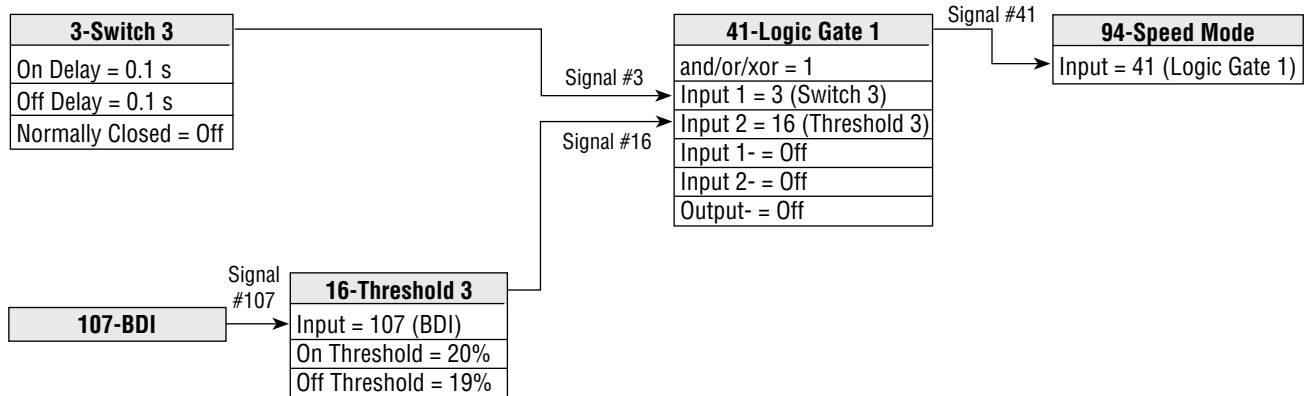 3-Switch 3
On Delay = 0.1 s
Off Delay = 0.1 s
Normally Closed = Off
Signal #3
Signal #16
41-Logic Gate 1
and/or/xor = 1
Input 1 = 3 (Switch 3)
Input 2 = 16 (Threshold 3)
Input 1- = Off
Input 2- = Off
Output- = Off
Signal #41
94-Speed Mode
Input = 41 (Logic Gate 1)
107-BDI
Signal
#107
16-Threshold 3
Input = 107 (BDI)
On Threshold = 20%
Off Threshold = 19%